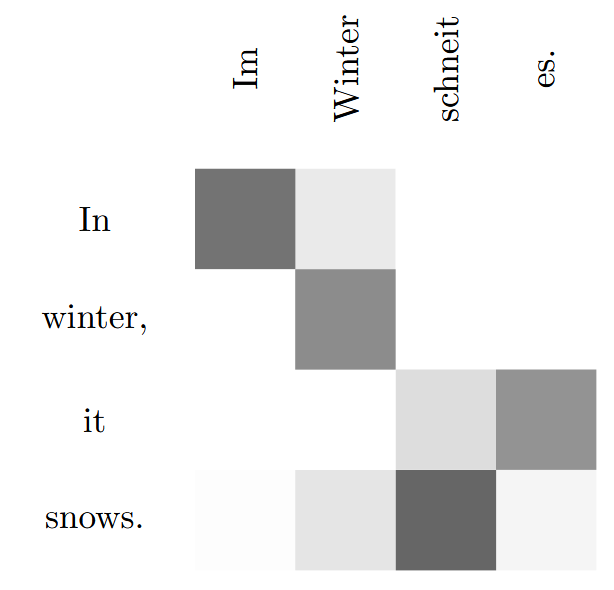 Im
Winter
schneit
es.
In
winter,
it
snows.